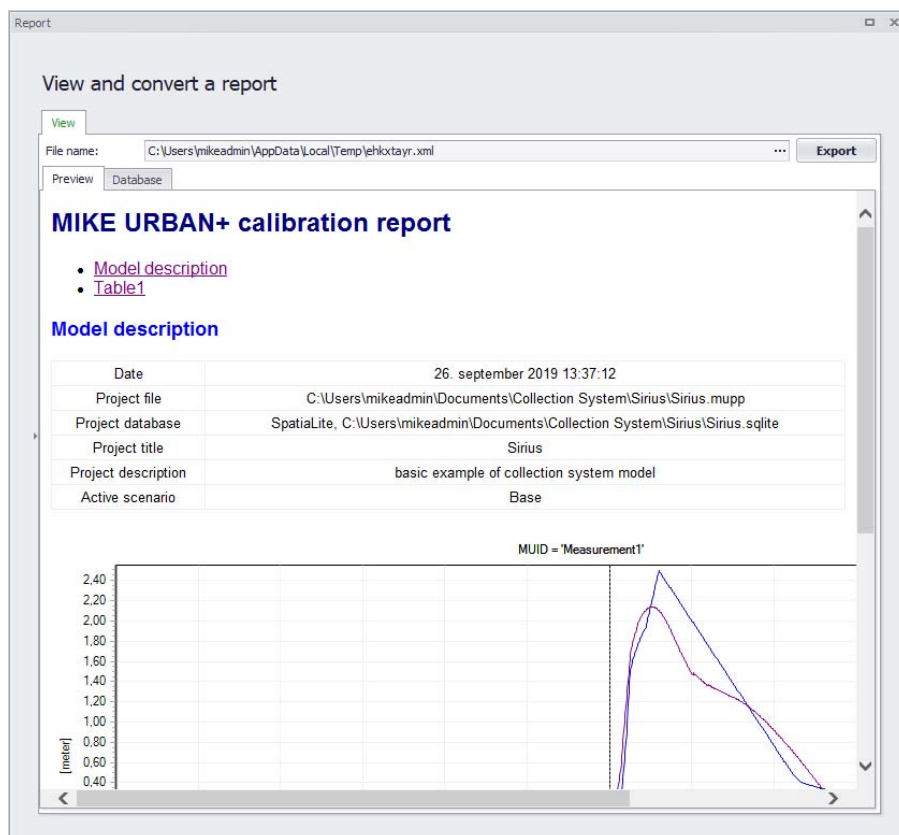 Report
View and convert a report
View
File name: C:\Users\mikeadmin\AppData\Local\Temp\ehkxtayr.xml ... Export
Preview Database
MIKE URBAN+ calibration report
Model description
Table1
Model description
Date 26. september 2019 13:37:12
Project file C:\Users\mikeadmin\Documents\Collection System\Sirius\Sirius.mupp
Project database SpatiaLite, C:\Users\mikeadmin\Documents\Collection System\Sirius\Sirius.sqlite
Project title Sirius
Project description basic example of collection system model
Active scenario Base
MUID = 'Measurement1'
2,40
2,20
2,00
1,80
1,60
1,40
1,20
1,00
0,80
0,60
0,40
[meter]